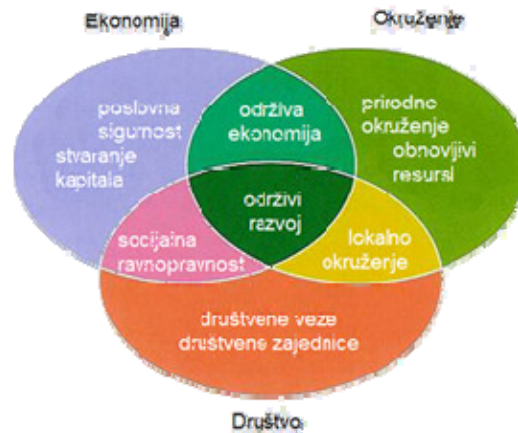 Ekonomija
Okruženje
poslovna
sigurnost
stvaranje
kapitala
održiva
ekonomija
prirodno
okruženje
obnovljivi
resursi
održivi
razvoj
socijalna
ravnopravnost
lokalno
okruženje
društvene veze
društvene zajednice
Društvo